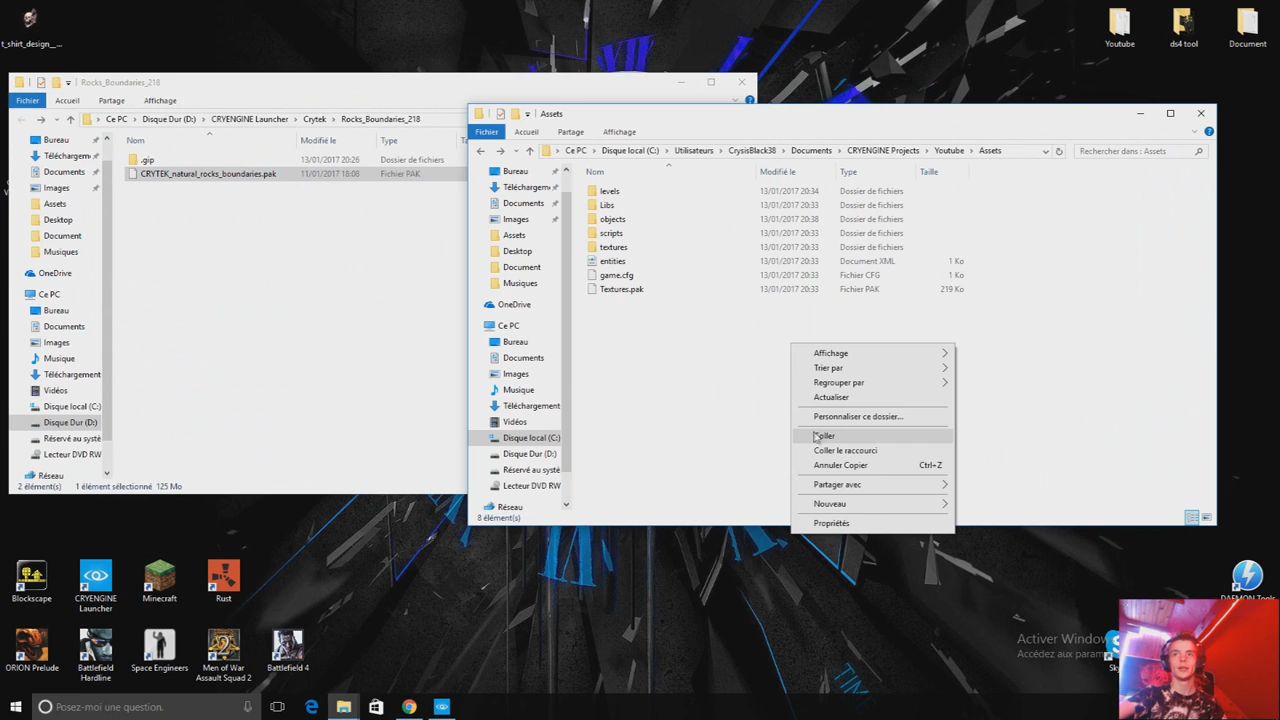 t_shirt_design__...
Youtube
ds4 tool
Document
Rocks_Boundaries_218
Fichier Accueil Partage Affichage
Ce PC Disque Dur (D:) CRYENGINE Launcher Crytek Rocks_Boundaries_218
Nom Modifié le Type
.gip 13/01/2017 20:26 Dossier de fichiers
CRYTEK_natural_rocks_boundaries.pak 11/01/2017 18:08 Fichier PAK
Bureau
Téléchargem
Documents
Images
Assets
Desktop
Document
Musiques
OneDrive
Ce PC
Bureau
Documents
Images
Musique
Téléchargement
Vidéos
Disque local (C:)
Disque Dur (D:)
Réservé au systè
Lecteur DVD RW
Réseau
2 élément(s) 1 élément sélectionné 125 Mo
Assets
Fichier Accueil Partage Affichage
Ce PC Disque local (C:) Utilisateurs CrysisBlack38 Documents CRYENGINE Projects Youtube Assets
Rechercher dans : Assets
Nom Modifié le Type Taille
levels 13/01/2017 20:34 Dossier de fichiers
Libs 13/01/2017 20:33 Dossier de fichiers
objects 13/01/2017 20:38 Dossier de fichiers
scripts 13/01/2017 20:33 Dossier de fichiers
textures 13/01/2017 20:33 Dossier de fichiers
entities 13/01/2017 20:33 Document XML 1 Ko
game.cfg 13/01/2017 20:33 Fichier CFG 1 Ko
Textures.pak 13/01/2017 20:33 Fichier PAK 219 Ko
Bureau
Téléchargem
Documents
Images
Assets
Desktop
Document
Musiques
OneDrive
Ce PC
Bureau
Documents
Images
Musique
Téléchargement
Vidéos
Disque local (C:)
Disque Dur (D:)
Réservé au systè
Lecteur DVD RW
Réseau
8 élément(s)
Affichage
Trier par
Regrouper par
Actualiser
Personnaliser ce dossier...
Coller
Coller le raccourci
Annuler Copier Ctrl+Z
Partager avec
Nouveau
Propriétés
Blockscape
CRYENGINE
Launcher
Minecraft
Rust
DAEMON Tools
ORION Prelude
Battlefield
Hardline
Space Engineers
Men of War
Assault Squad 2
Battlefield 4
Activer Window
Accédez aux param
Sky
Posez-moi une question.